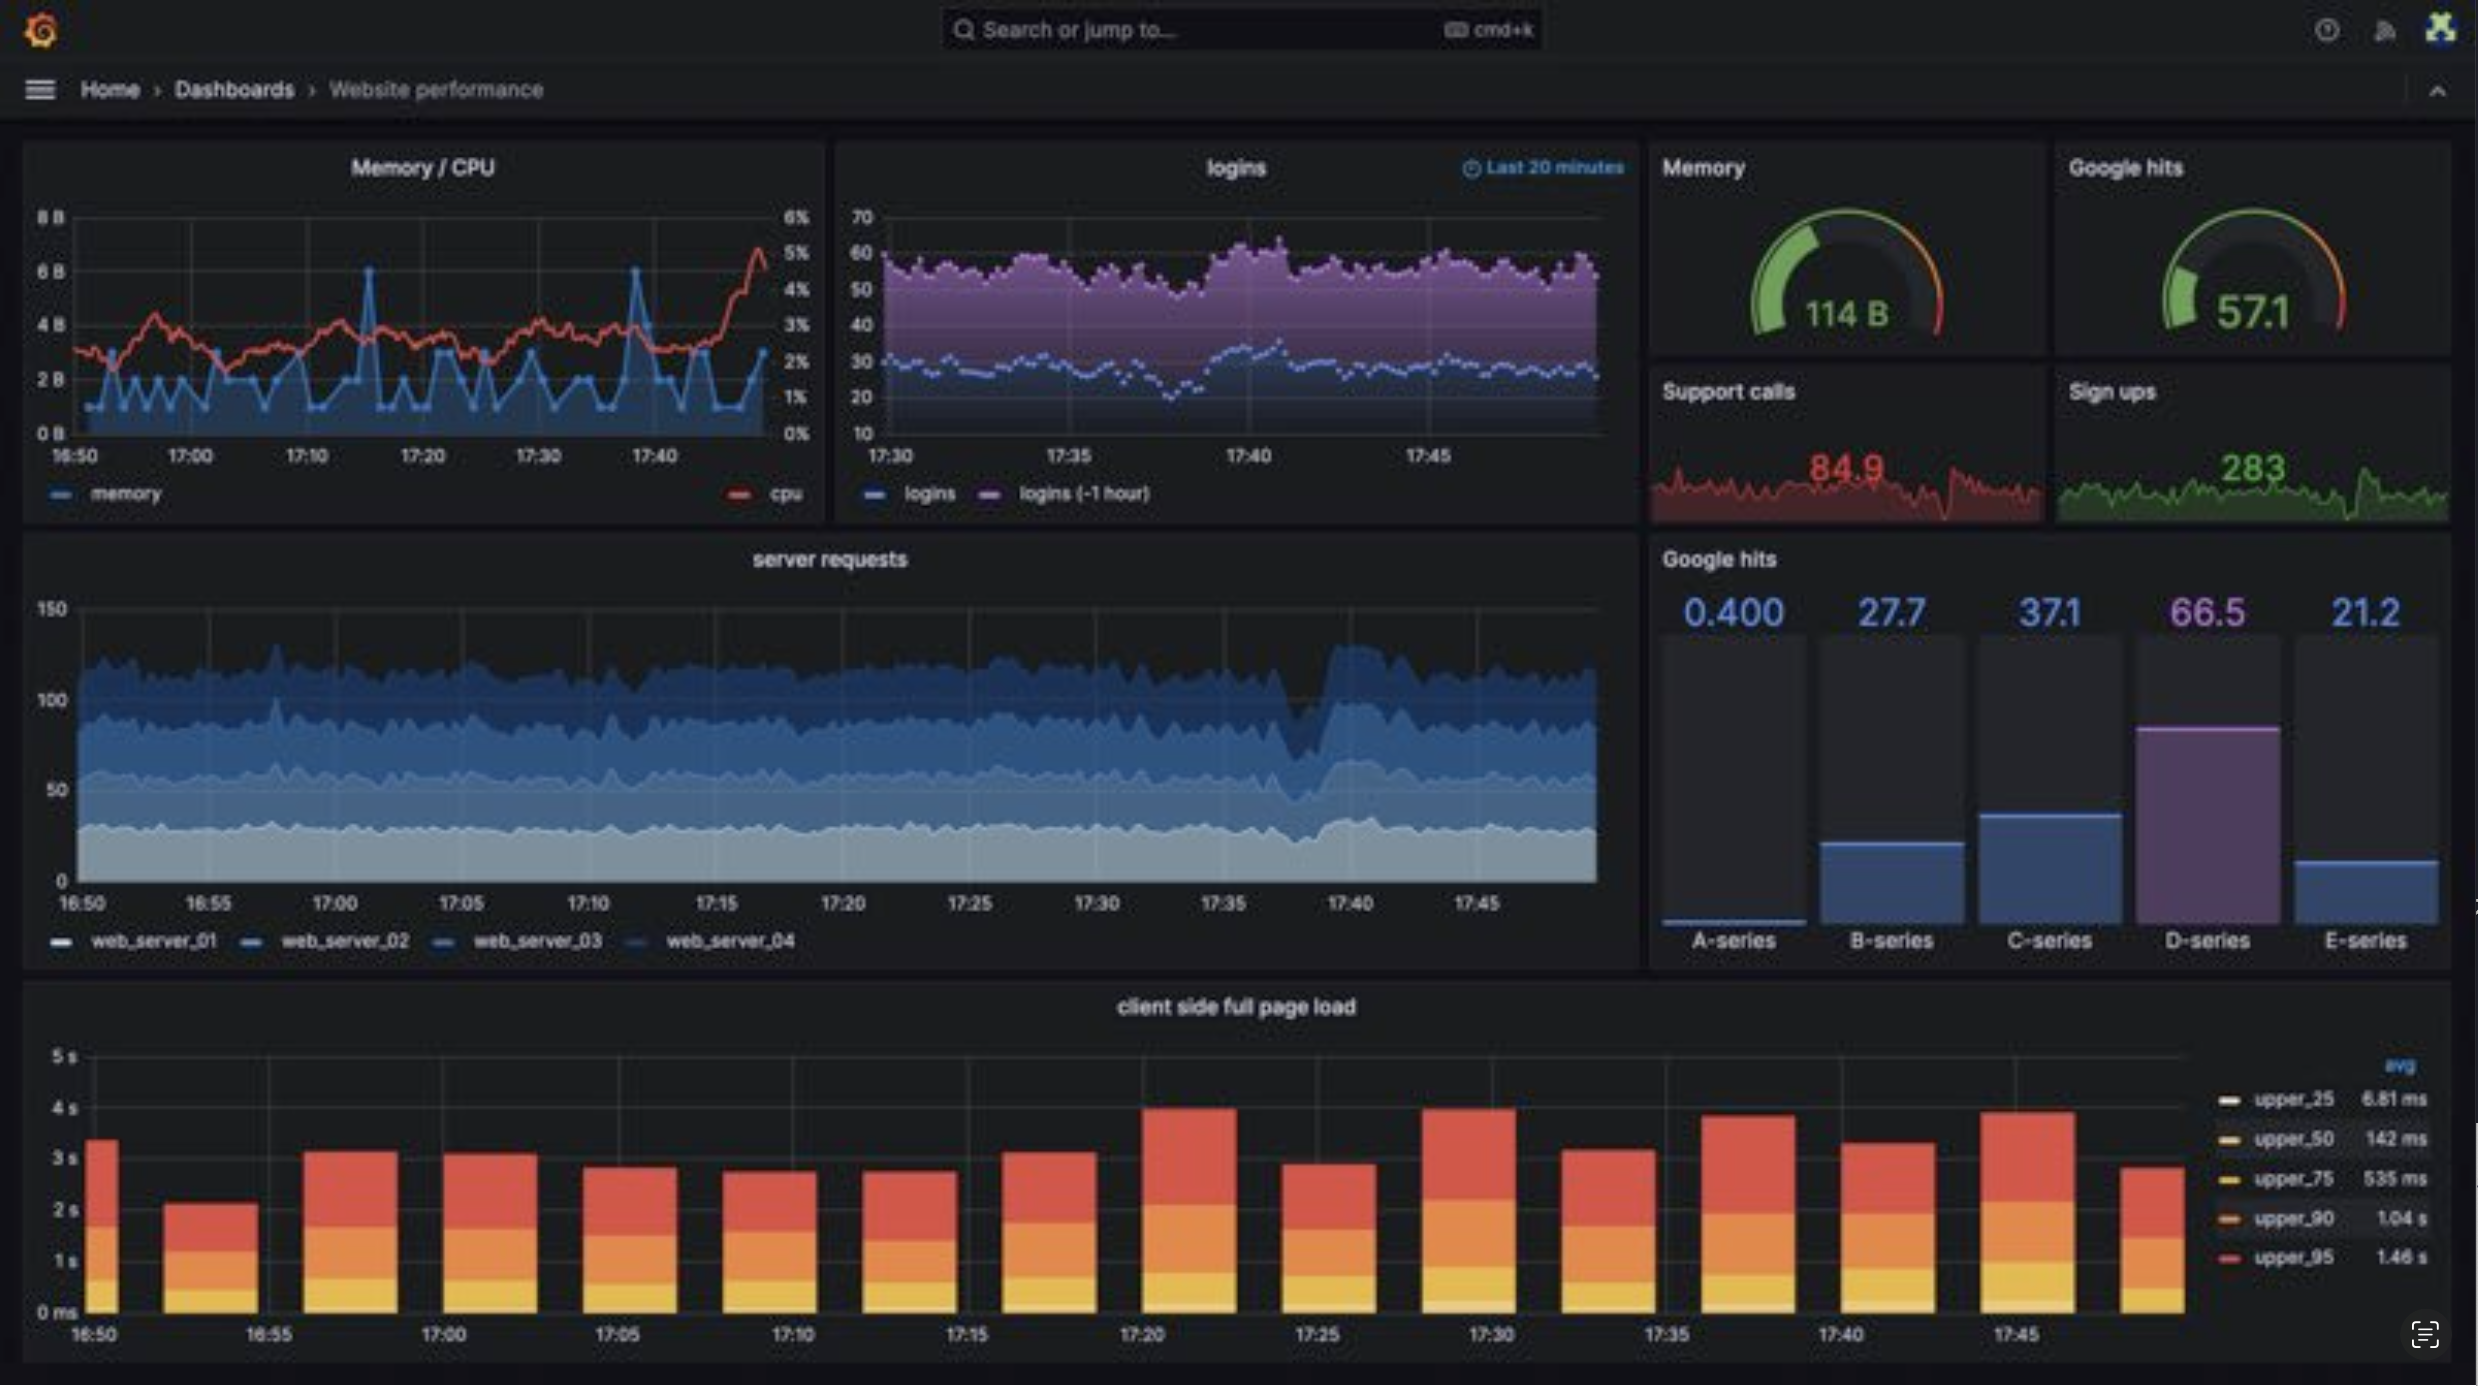 Search or jump to...
cmd+k
Home › Dashboards › Website performance
Memory / CPU
8 B
6 B
4 B
2 B
0 B
6%
5%
4%
3%
2%
1%
0%
16:50 17:00 17:10 17:20 17:30 17:40
memory
cpu
logins
Last 20 minutes
70
60
50
40
30
20
10
17:30 17:35 17:40 17:45
logins logins (-1 hour)
Memory
114 B
Google hits
57.1
Support calls
84.9
Sign ups
283
server requests
150
100
50
0
16:50 16:55 17:00 17:05 17:10 17:15 17:20 17:25 17:30 17:35 17:40 17:45
web_server_01 web_server_02 web_server_03 web_server_04
Google hits
0.400 27.7 37.1 66.5 21.2
A-series B-series C-series D-series E-series
client side full page load
5 s
4 s
3 s
2 s
1 s
0 ms
16:50 16:55 17:00 17:05 17:10 17:15 17:20 17:25 17:30 17:35 17:40 17:45
avg
upper_25 6.81 ms
upper_50 142 ms
upper_75 535 ms
upper_90 1.04 s
upper_95 1.46 s